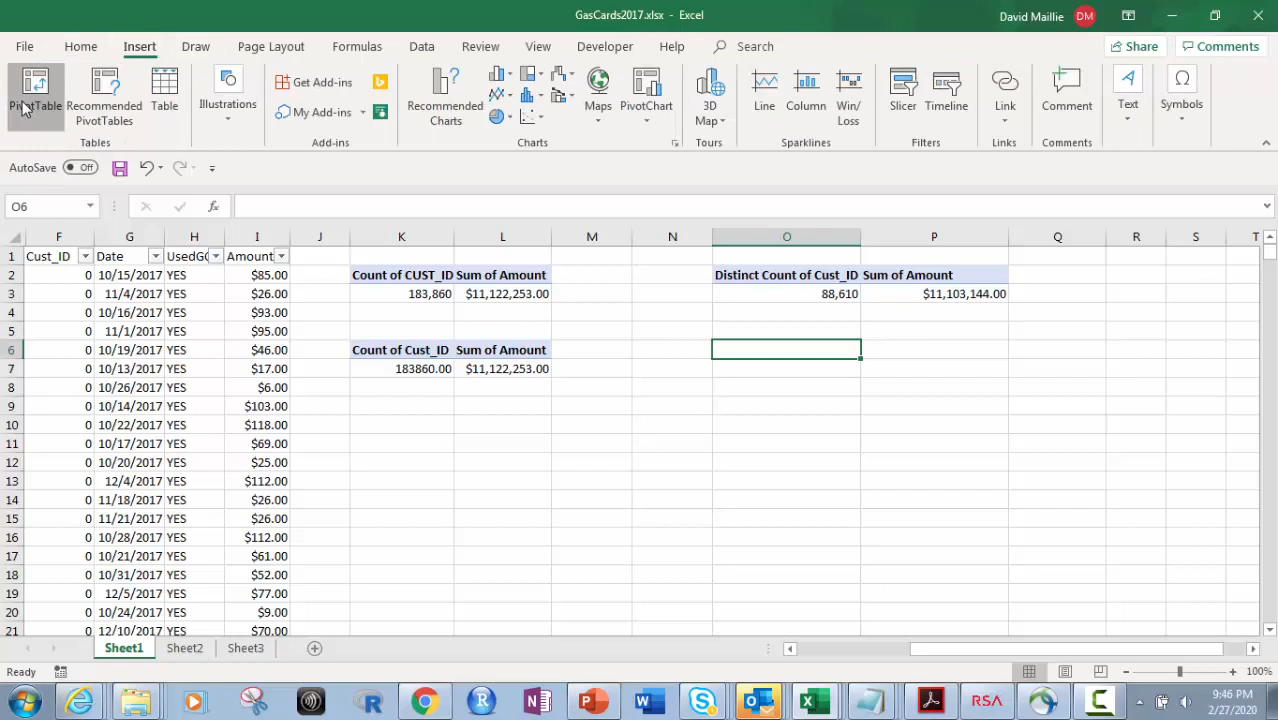 GasCards2017.xlsx - Excel
David Maillie DM
File Home Insert Draw Page Layout Formulas Data Review View Developer Help Search Share Comments
PivotTable Recommended PivotTables Table Illustrations Get Add-ins My Add-ins Recommended Charts Maps PivotChart 3D Map Line Column Win/Loss Slicer Timeline Link Comment Text Symbols
Tables Add-ins Charts Tours Sparklines Filters Links Comments
AutoSave Off
O6
F G H I J K L M N O P Q R S T
1 Cust_ID Date Amount
2 0 10/15/2017 YES $85.00 Count of CUST_ID Sum of Amount Distinct Count of Cust_ID Sum of Amount
3 0 11/4/2017 YES $26.00 183,860 $11,122,253.00 88,610 $11,103,144.00
4 0 10/16/2017 YES $93.00
5 0 11/1/2017 YES $95.00
6 0 10/19/2017 YES $46.00 Count of Cust_ID Sum of Amount
7 0 10/13/2017 YES $17.00 183860.00 $11,122,253.00
8 0 10/26/2017 YES $6.00
9 0 10/14/2017 YES $103.00
10 0 10/22/2017 YES $118.00
11 0 10/17/2017 YES $69.00
12 0 10/20/2017 YES $25.00
13 0 12/4/2017 YES $112.00
14 0 11/18/2017 YES $26.00
15 0 11/21/2017 YES $26.00
16 0 10/28/2017 YES $112.00
17 0 10/21/2017 YES $61.00
18 0 10/31/2017 YES $52.00
19 0 12/5/2017 YES $77.00
20 0 10/24/2017 YES $9.00
21 0 12/10/2017 YES $70.00
Sheet1 Sheet2 Sheet3
Ready 100%
RSA
9:46 PM
2/27/2020